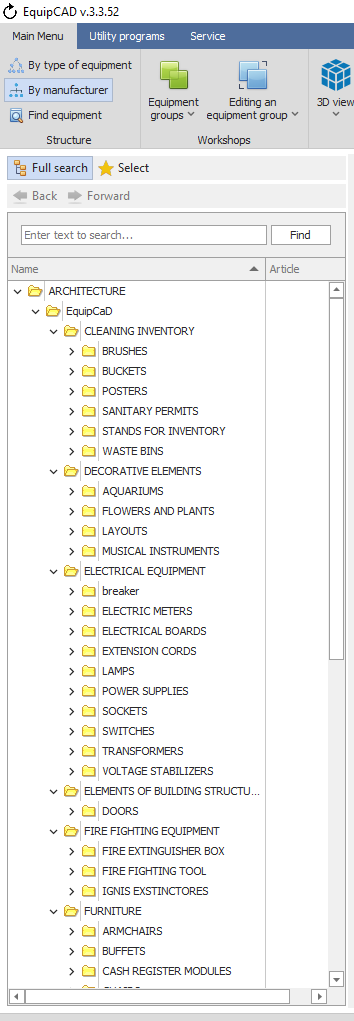 EquipCAD v.3.3.52
Main Menu Utility programs Service
By type of equipment
By manufacturer
Find equipment
Structure
Equipment groups
Editing an equipment group
Workshops
3D view
Full search Select
Back Forward
Enter text to search... Find
Name Article
ARCHITECTURE
EquipCaD
CLEANING INVENTORY
BRUSHES
BUCKETS
POSTERS
SANITARY PERMITS
STANDS FOR INVENTORY
WASTE BINS
DECORATIVE ELEMENTS
AQUARIUMS
FLOWERS AND PLANTS
LAYOUTS
MUSICAL INSTRUMENTS
ELECTRICAL EQUIPMENT
breaker
ELECTRIC METERS
ELECTRICAL BOARDS
EXTENSION CORDS
LAMPS
POWER SUPPLIES
SOCKETS
SWITCHES
TRANSFORMERS
VOLTAGE STABILIZERS
ELEMENTS OF BUILDING STRUCTU...
DOORS
FIRE FIGHTING EQUIPMENT
FIRE EXTINGUISHER BOX
FIRE FIGHTING TOOL
IGNIS EXSTINCTORES
FURNITURE
ARMCHAIRS
BUFFETS
CASH REGISTER MODULES